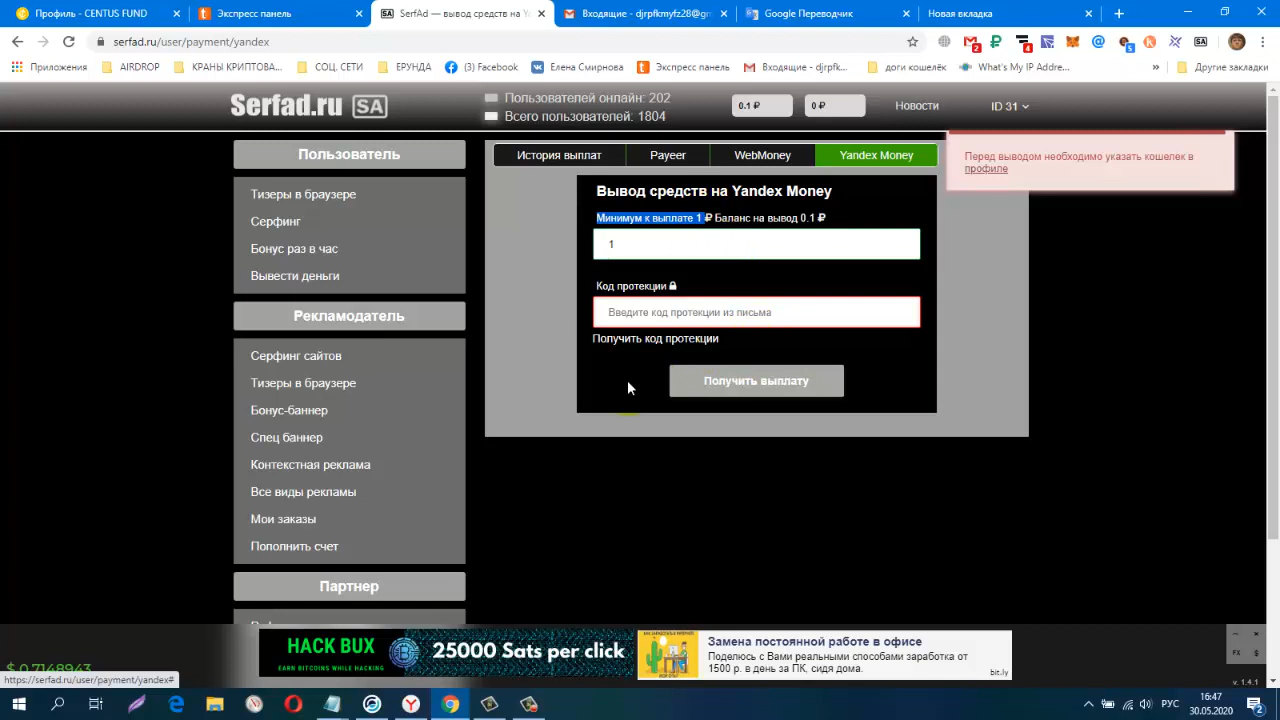 Профиль - CENTUS FUND
Экспресс панель
SerfAd — вывод средств на Y
Входящие - djrpfkmyfz28@gm
Google Переводчик
Новая вкладка
serfad.ru/user/payment/yandex
Приложения
AIRDROP
КРАНЫ КРИПТОВА...
СОЦ. СЕТИ
ЕРУНДА
(3) Facebook
Елена Смирнова
Экспресс панель
Входящие - djrpfk...
доги кошелёк
What's My IP Addre...
»
Другие закладки
Serfad.ru SA
Пользователей онлайн: 202
Всего пользователей: 1804
0.1 ₽
0 ₽
Новости
ID 31
Пользователь
Тизеры в браузере
Серфинг
Бонус раз в час
Вывести деньги
Рекламодатель
Серфинг сайтов
Тизеры в браузере
Бонус-баннер
Спец баннер
Контекстная реклама
Все виды рекламы
Мои заказы
Пополнить счет
Партнер
История выплат
Payeer
WebMoney
Yandex Money
Перед выводом необходимо указать кошелек в
профиле
Вывод средств на Yandex Money
Минимум к выплате 1 ₽ Баланс на вывод 0.1 ₽
1
Код протекции
Введите код протекции из письма
Получить код протекции
Получить выплату
HACK BUX
EARN BITCOINS WHILE HACKING
25000 Sats per click
Замена постоянной работе в офисе
Поделюсь с Вами реальными способами заработка от
1500 р. в день за ПК, сидя дома.
bit.ly
$ 0.7148943
https://serfad.ru/user/payment/yandex#
FX $
v. 1.4.1
РУС
16:47
30.05.2020